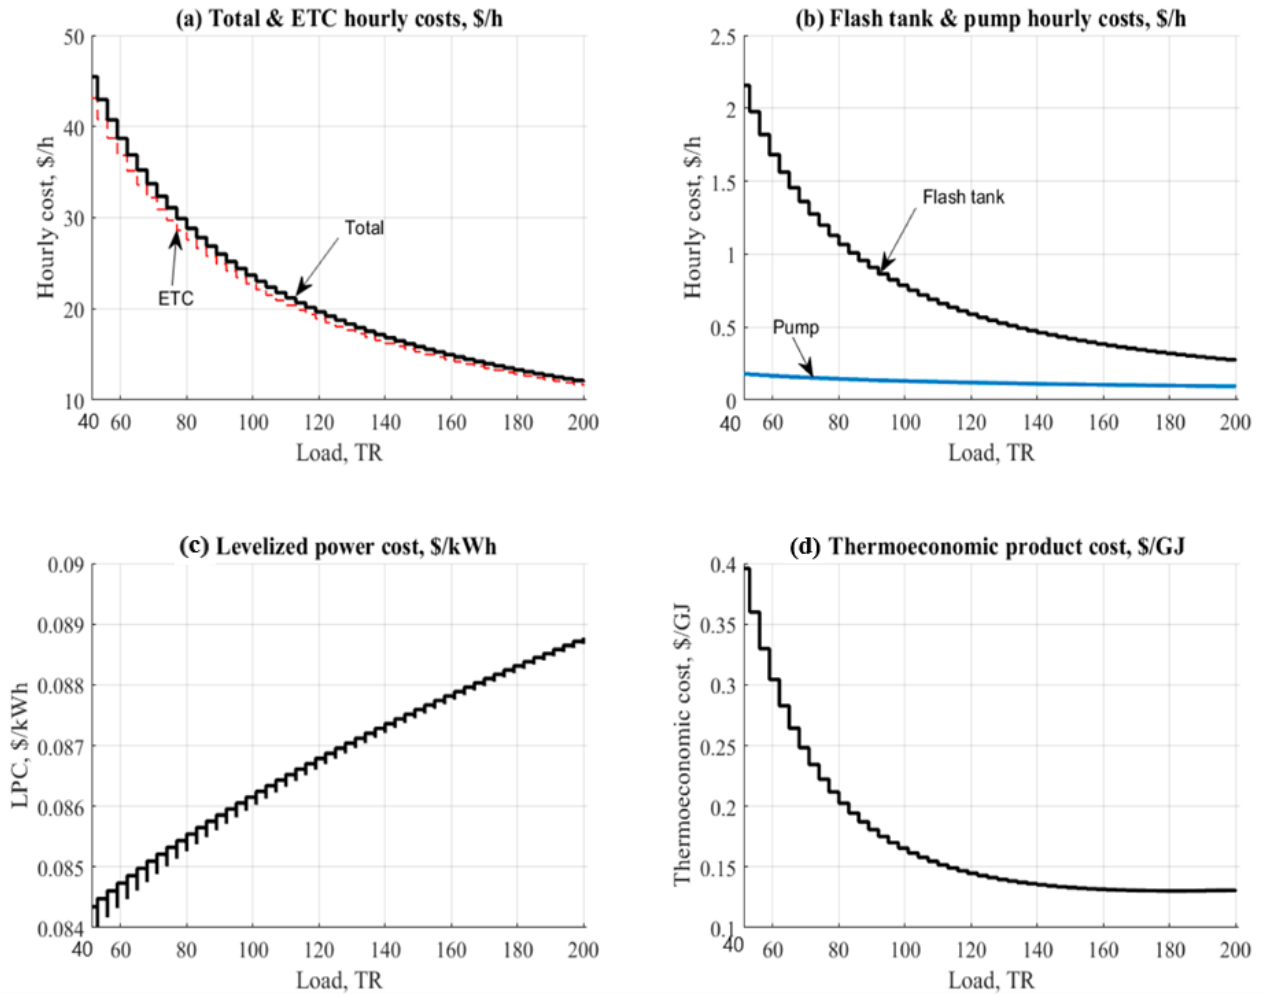 (a) Total & ETC hourly costs, $/h
50
40
30
20
10
Hourly cost, $/h
Total
ETC
40 60 80 100 120 140 160 180 200
Load, TR
(b) Flash tank & pump hourly costs, $/h
2.5
2
1.5
1
0.5
0
Hourly cost, $/h
Flash tank
Pump
40 60 80 100 120 140 160 180 200
Load, TR
(c) Levelized power cost, $/kWh
0.09
0.089
0.088
0.087
0.086
0.085
0.084
LPC, $/kWh
40 60 80 100 120 140 160 180 200
Load, TR
(d) Thermoeconomic product cost, $/GJ
0.4
0.35
0.3
0.25
0.2
0.15
0.1
Thermoeconomic cost, $/GJ
40 60 80 100 120 140 160 180 200
Load, TR